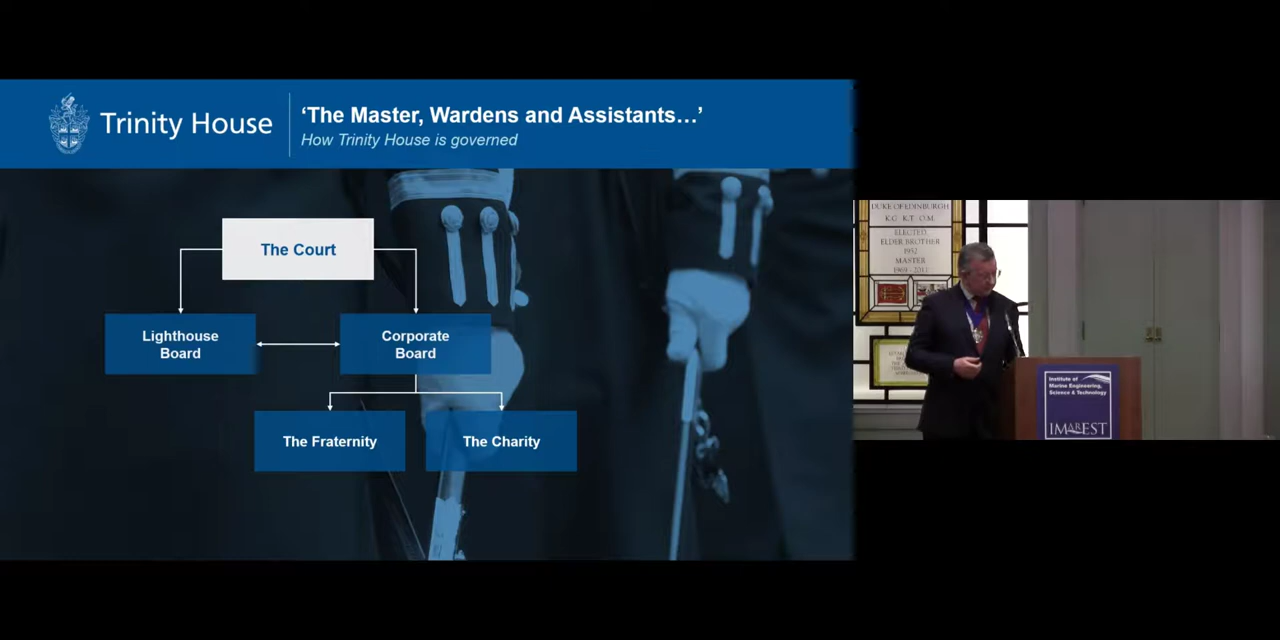 Trinity House
‘The Master, Wardens and Assistants…’
How Trinity House is governed
The Court
Lighthouse
Board
Corporate
Board
The Fraternity
The Charity
DUKE OF EDINBURGH
K.G K.T O.M
ELECTED
ELDER BROTHER
1952
MASTER
1969-2011
Institute of
Marine Engineering,
Science & Technology
IMarEST